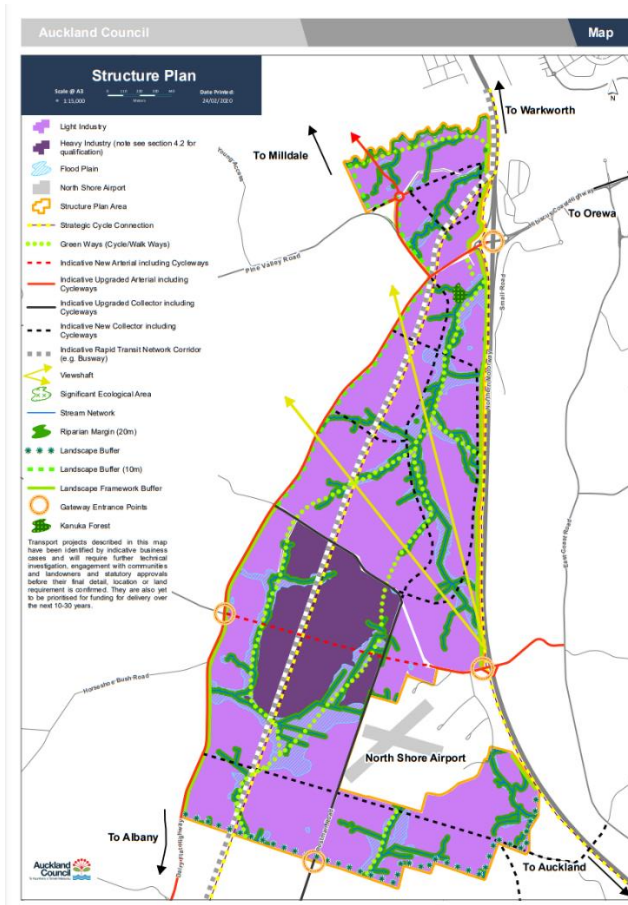 Auckland Council
Map
Structure Plan
Scale @ A3
Date Printed:
24/02/2020
To Warkworth
N
Light Industry
Heavy Industry (note see section 4.2 for
qualification)
To Milldale
Flood Plain
North Shore Airport
Structure Plan Area
To Orewa
Strategic Cycle Connection
Green Ways (Cycle/Walk Ways)
Indicative New Arterial including
Cycleways
Pine Valley Road
Small Road
Indicative Upgraded Arterial including
Cycleways
Indicative Upgraded Collector including
Cycleways
Indicative New Collector including
Cycleways
Indicative Rapid Transit Network Corridor
(e.g. Busway)
Viewshaft
Significant Ecological Area
Stream Network
Riparian Margin (20m)
Landscape Buffer
Landscape Buffer (10m)
Landscape Framework Buffer
Gateway Entrance Points
Kanuka Forest
East Coast Road
Transport projects described in this map
have been identified by indicative business
cases and will require further technical
investigation, engagement with communities
and landowners and statutory approvals
before their final detail, location or land
requirement is confirmed. They are also yet
to be prioritised for funding for delivery over
the next 10-30 years.
Horseshoe Bush Road
North Shore Airport
To Albany
To Auckland
Auckland
Council